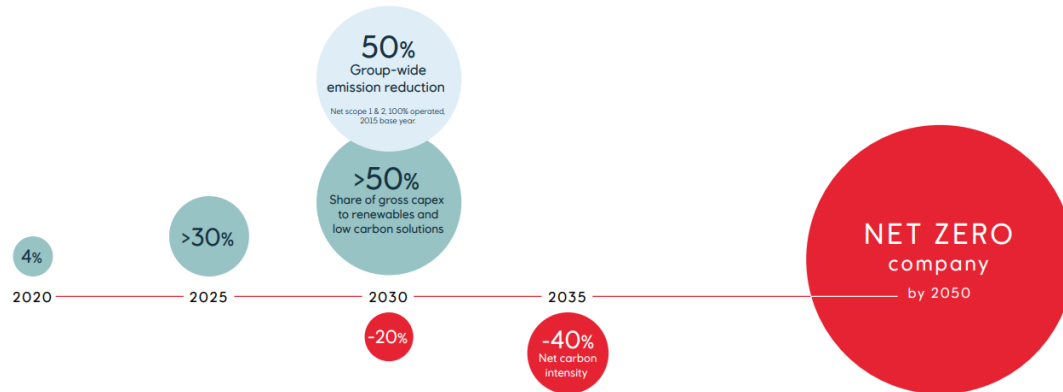 50%
Group-wide
emission reduction
Net scope 1 & 2, 100% operated,
2015 base year.
>50%
Share of gross capex
to renewables and
low carbon solutions
>30%
4%
NET ZERO
company
by 2050
2020
2025
2030
2035
-20%
-40%
Net carbon
intensity